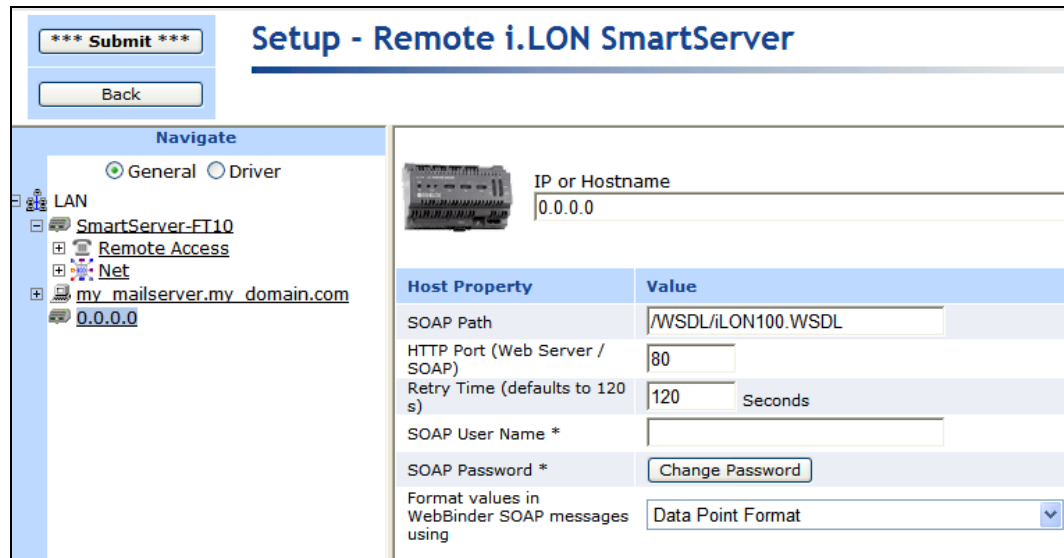 *** Submit ***
Setup - Remote i.LON SmartServer
Back
Navigate
General Driver
LAN
SmartServer-FT10
Remote Access
Net
my_mailserver.my_domain.com
0.0.0.0
IP or Hostname
0.0.0.0
Host Property Value
SOAP Path /WSDL/iLON100.WSDL
HTTP Port (Web Server /
SOAP) 80
Retry Time (defaults to 120
s) 120 Seconds
SOAP User Name *
SOAP Password * Change Password
Format values in
WebBinder SOAP messages
using Data Point Format